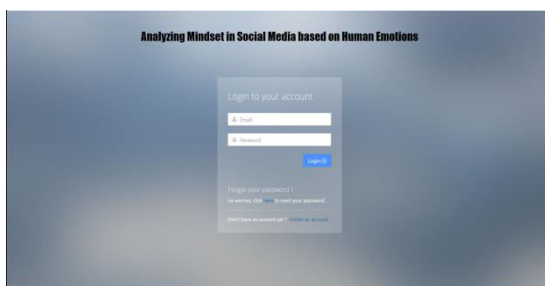 Analyzing Mindset in Social Media based on Human Emotions
Login to your account
Email
Password
Login
Forgot your password ?
no worries, click here to reset your password.
Don't have an account yet ? Create an account